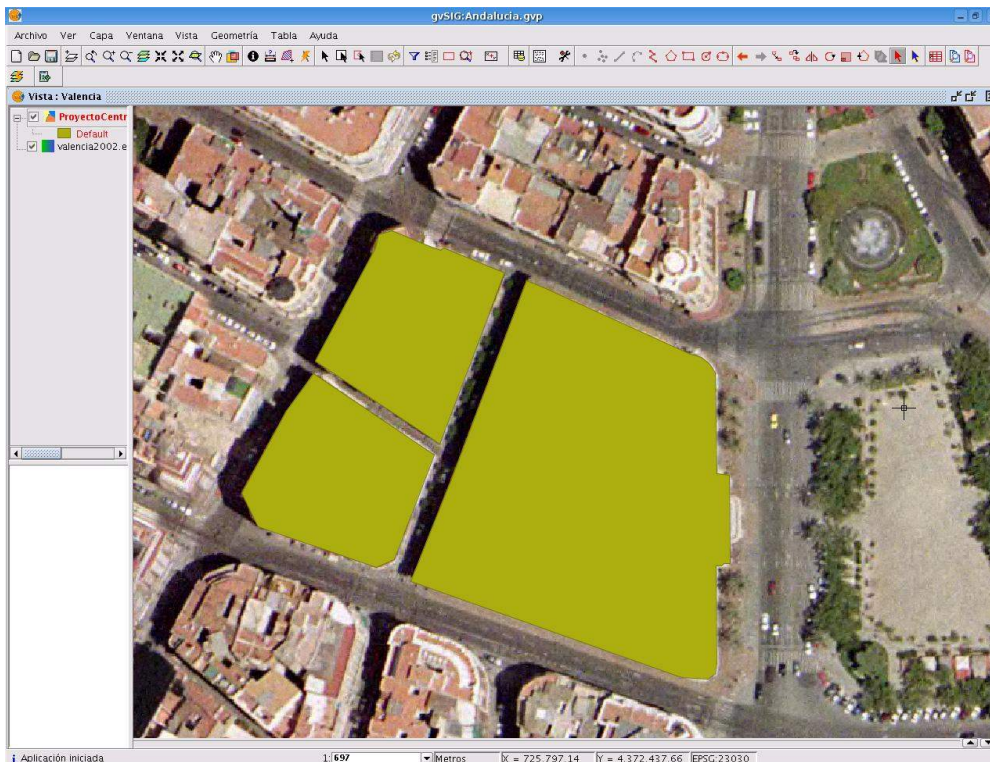 gvSIG:Andalucia.gvp
Archivo Ver Capa Ventana Vista Geometría Tabla Ayuda
Vista : Valencia
ProyectoCentr
Default
valencia2002.e
Aplicación iniciada 1: 697 Metros X = 725.797,14 Y = 4.372.437,66 EPSG:23030